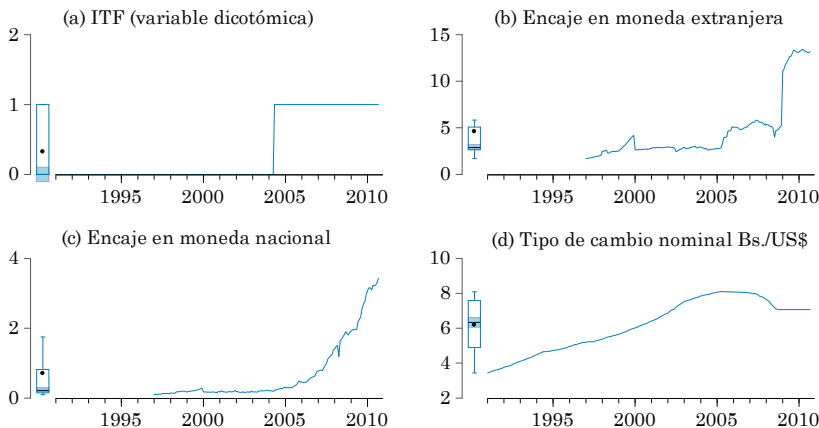 (a) ITF (variable dicotómica)
2
1
0
1995 2000 2005 2010
(b) Encaje en moneda extranjera
15
10
5
0
1995 2000 2005 2010
(c) Encaje en moneda nacional
4
2
0
1995 2000 2005 2010
(d) Tipo de cambio nominal Bs./US$
10
8
6
4
2
1995 2000 2005 2010